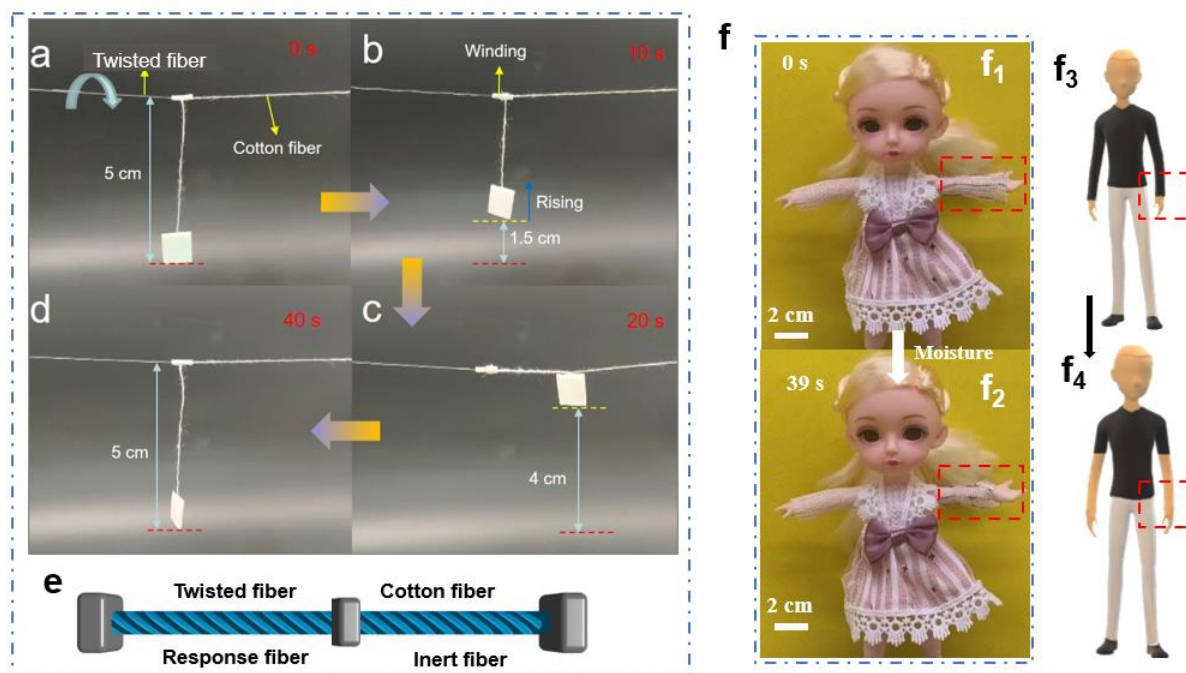 a
0 s
Twisted fiber
5 cm
Cotton fiber
b
10 s
Winding
Rising
1.5 cm
d
40 s
5 cm
c
20 s
4 cm
e
Twisted fiber
Cotton fiber
Response fiber
Inert fiber
f
0 s
f1
2 cm
Moisture
39 s
f2
2 cm
f3
f4